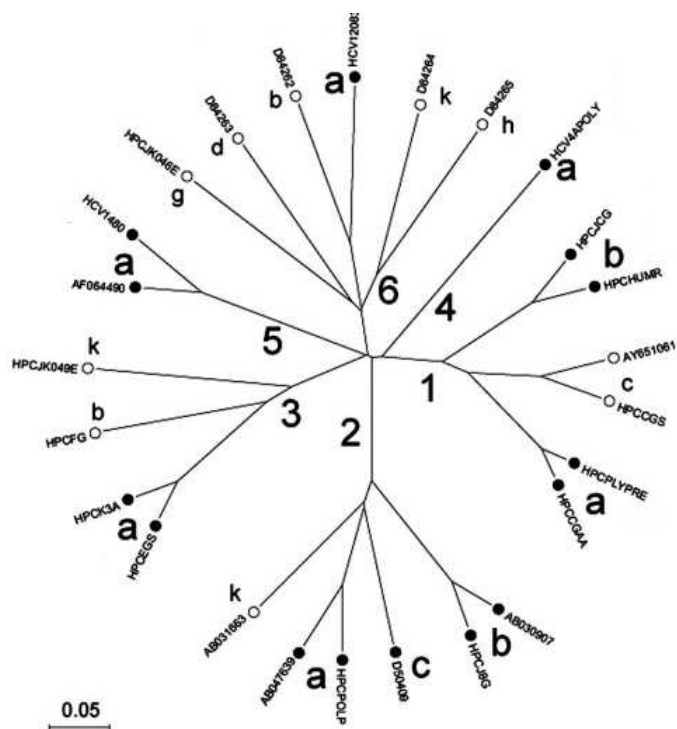 HCV1208
D84262
D84264
b
a
k
D84265
D84263
h
d
HCV4APOLY
HPCJK046E
a
g
HPCJCG
HCV1480
b
a
HPCHUMR
AF064490
6
4
5
k
AY651061
HPCJK049E
1
c
HPCCGS
3
b
2
HPCFG
HPCPLYPRE
HPCK3A
a
HPCCGAA
a
HPCEGS
k
AB031663
AB030907
b
AB047639
a
c
HPCJ8G
HPCPOLP
D50409
0.05